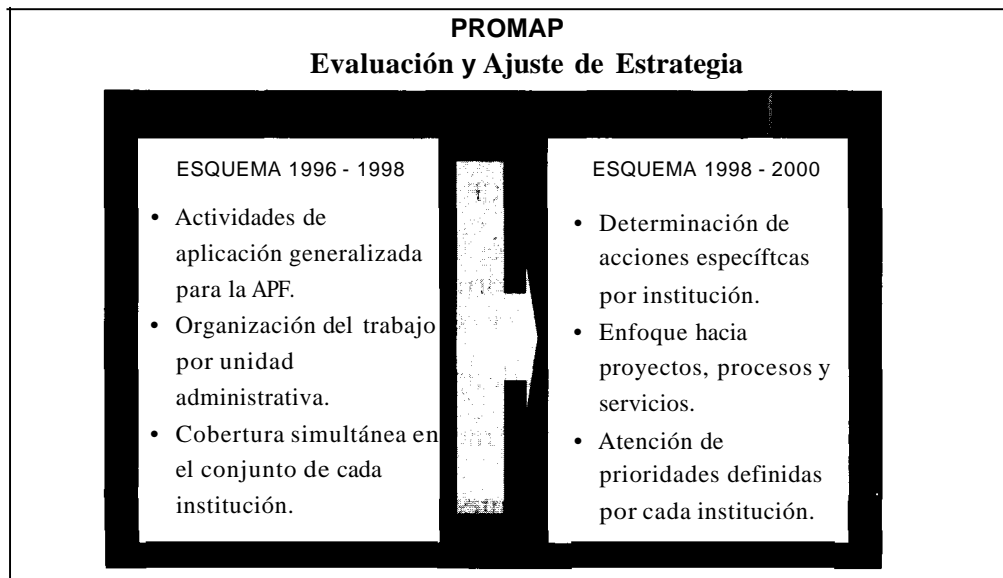 PROMAP
Evaluación y Ajuste de Estrategia
ESQUEMA 1996 - 1998
• Actividades de
aplicación generalizada
para la APF.
• Organización del trabajo
por unidad
administrativa.
• Cobertura simultánea en
el conjunto de cada
institución.
ESQUEMA 1998 - 2000
• Determinación de
acciones específtcas
por institución.
• Enfoque hacia
proyectos, procesos y
servicios.
• Atención de
prioridades definidas
por cada institución.